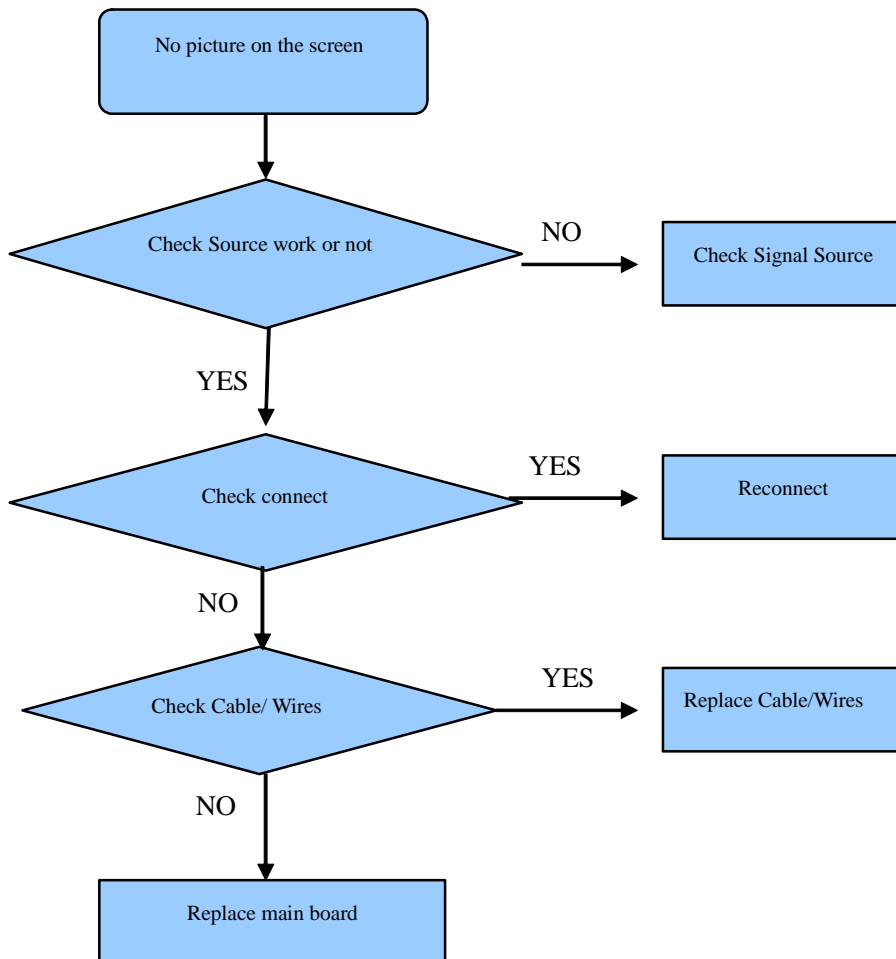 No picture on the screen
Check Source work or not
NO
Check Signal Source
YES
Check connect
YES
Reconnect
NO
Check Cable/ Wires
YES
Replace Cable/Wires
NO
Replace main board